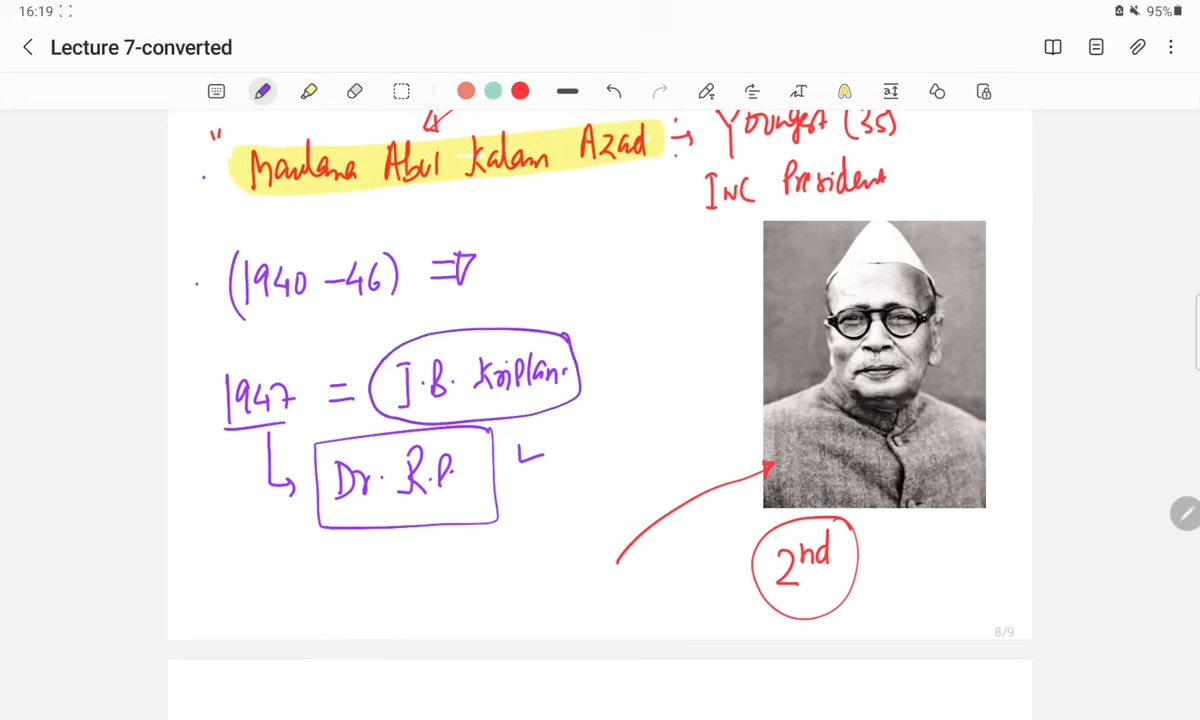 16:19
95%
Lecture 7-converted
" Maulana Abul Kalam Azad :→ Youngest (35)
INC President
(1940-46) ⇒
1947 = J.B. Kriplani
↳ Dr. R.P. ✓
2nd
8/9